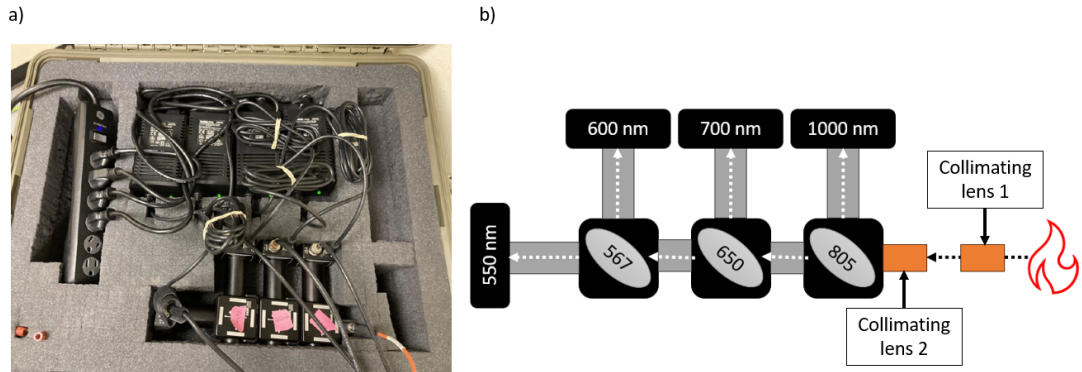 a)
b)
600 nm
700 nm
1000 nm
Collimating
lens 1
550 nm
567
650
805
Collimating
lens 2